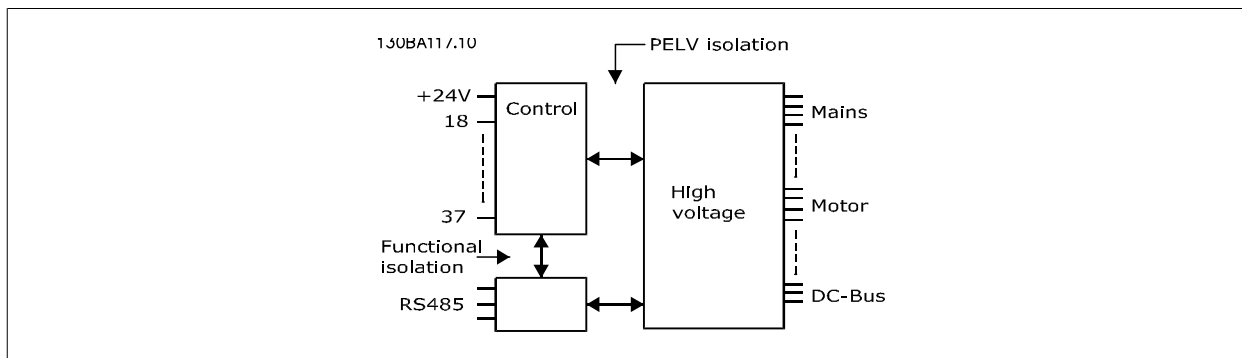 130BA117.10
PELV isolation
+24V
Control
18
Mains
High
voltage
37
Motor
Functional
isolation
RS485
DC-Bus